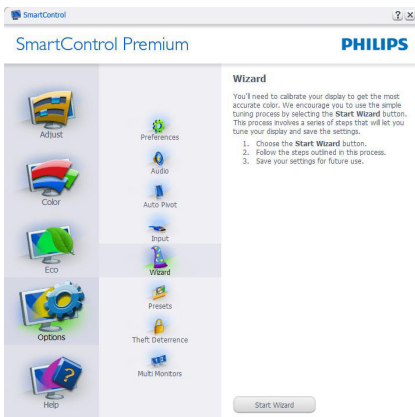 SmartControl
SmartControl Premium
PHILIPS
Adjust
Color
Eco
Options
Help
Preferences
Audio
Auto Pivot
Input
Wizard
Presets
Theft Deterrence
Multi Monitors
Wizard
You'll need to calibrate your display to get the most
accurate color. We encourage you to use the simple
tuning process by selecting the Start Wizard button.
This process involves a series of steps that will let you
tune your display and save the settings.
1. Choose the Start Wizard button.
2. Follow the steps outlined in this process.
3. Save your settings for future use.
Start Wizard